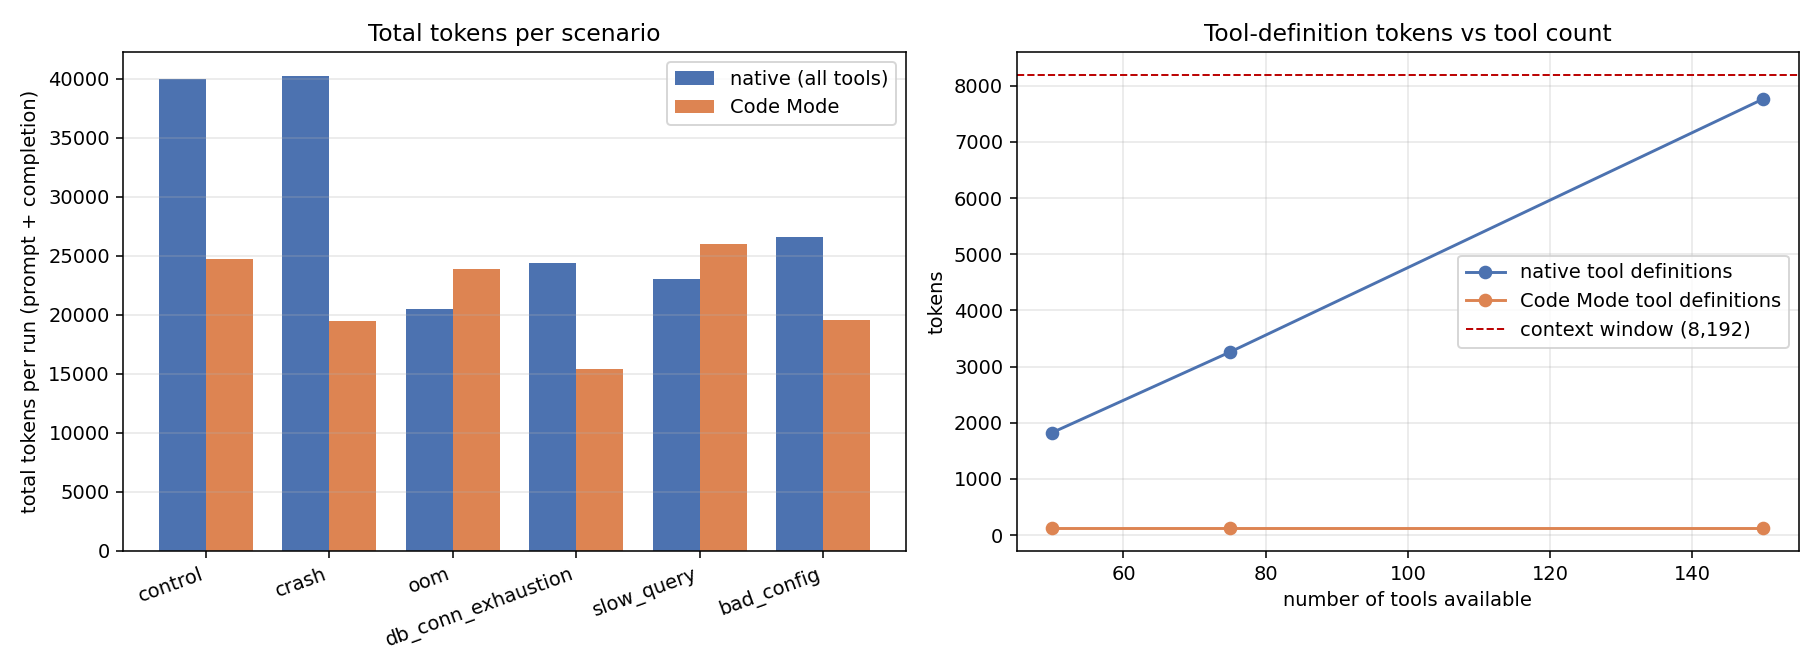 Total tokens per scenario
total tokens per run (prompt + completion)
40000
35000
30000
25000
20000
15000
10000
5000
0
native (all tools)
Code Mode
control
crash
oom
db_conn_exhaustion
slow_query
bad_config
Tool-definition tokens vs tool count
tokens
8000
7000
6000
5000
4000
3000
2000
1000
0
native tool definitions
Code Mode tool definitions
context window (8,192)
60
80
100
120
140
number of tools available